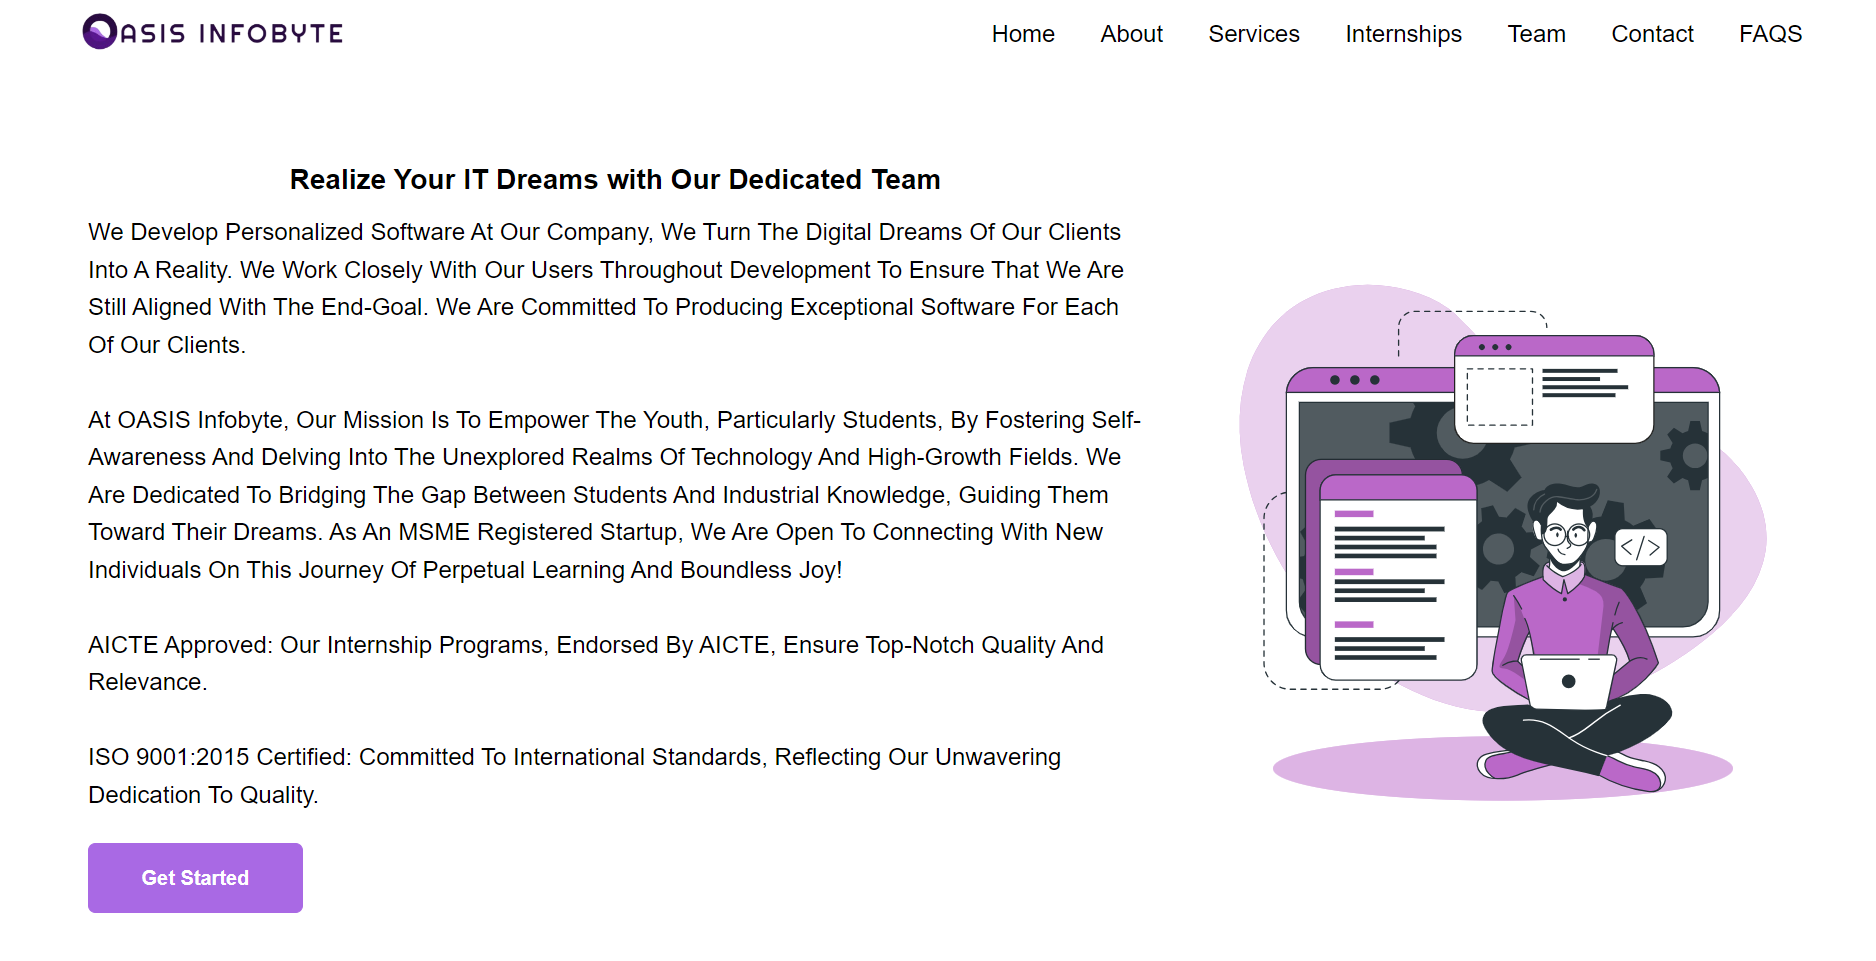 OASIS INFOBYTE
Home About Services Internships Team Contact FAQS
Realize Your IT Dreams with Our Dedicated Team
We Develop Personalized Software At Our Company, We Turn The Digital Dreams Of Our Clients
Into A Reality. We Work Closely With Our Users Throughout Development To Ensure That We Are
Still Aligned With The End-Goal. We Are Committed To Producing Exceptional Software For Each
Of Our Clients.
At OASIS Infobyte, Our Mission Is To Empower The Youth, Particularly Students, By Fostering Self-
Awareness And Delving Into The Unexplored Realms Of Technology And High-Growth Fields. We
Are Dedicated To Bridging The Gap Between Students And Industrial Knowledge, Guiding Them
Toward Their Dreams. As An MSME Registered Startup, We Are Open To Connecting With New
Individuals On This Journey Of Perpetual Learning And Boundless Joy!
AICTE Approved: Our Internship Programs, Endorsed By AICTE, Ensure Top-Notch Quality And
Relevance.
ISO 9001:2015 Certified: Committed To International Standards, Reflecting Our Unwavering
Dedication To Quality.
Get Started
</>